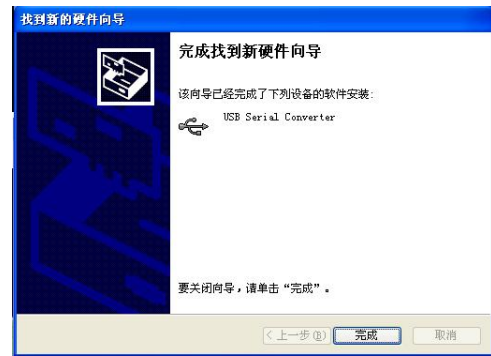 找到新的硬件向导
完成找到新硬件向导
该向导已经完成了下列设备的软件安装:
USB Serial Converter
要关闭向导，请单击“完成”。
< 上一步(B)
完成
取消